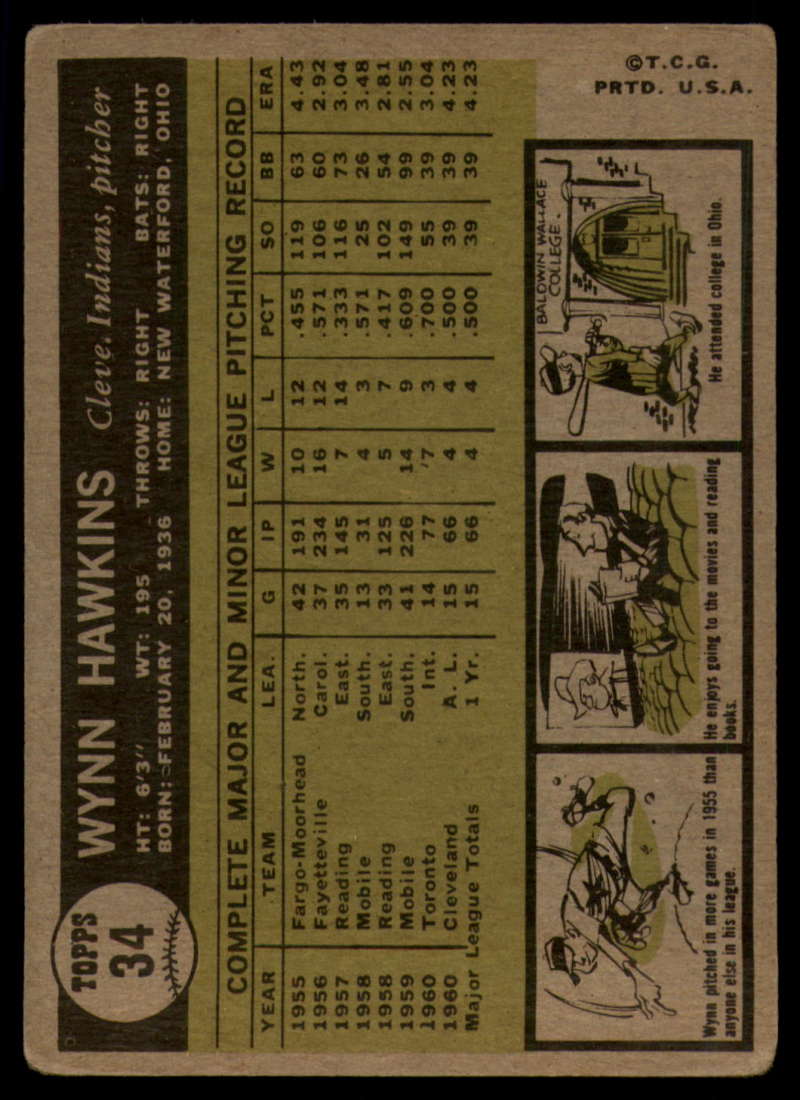 TOPPS
34
WYNN HAWKINS Cleve. Indians, pitcher
HT: 6'3" WT: 195 THROWS: RIGHT BATS: RIGHT
BORN: FEBRUARY 20, 1936 HOME: NEW WATERFORD, OHIO
COMPLETE MAJOR AND MINOR LEAGUE PITCHING RECORD
YEAR TEAM LEA. G IP W L PCT SO BB ERA
1955 Fargo-Moorhead North. 42 191 10 12 .455 119 63 4.43
1956 Fayetteville Carol. 37 234 16 12 .571 106 60 2.92
1957 Reading East. 35 145 7 14 .333 116 73 3.04
1958 Mobile South. 13 31 4 3 .571 25 26 3.48
1958 Reading East. 33 125 5 7 .417 102 54 2.81
1959 Mobile South. 41 226 14 9 .609 149 99 2.55
1960 Toronto Int. 14 77 7 3 .700 55 39 3.04
1960 Cleveland A. L. 15 66 4 4 .500 39 39 4.23
Major League Totals 1 Yr. 15 66 4 4 .500 39 39 4.23
Wynn pitched in more games in 1955 than
anyone else in his league.
He enjoys going to the movies and reading
books.
BALDWIN WALLACE
COLLEGE.
He attended college in Ohio.
©T.C.G.
PRTD. U.S.A.